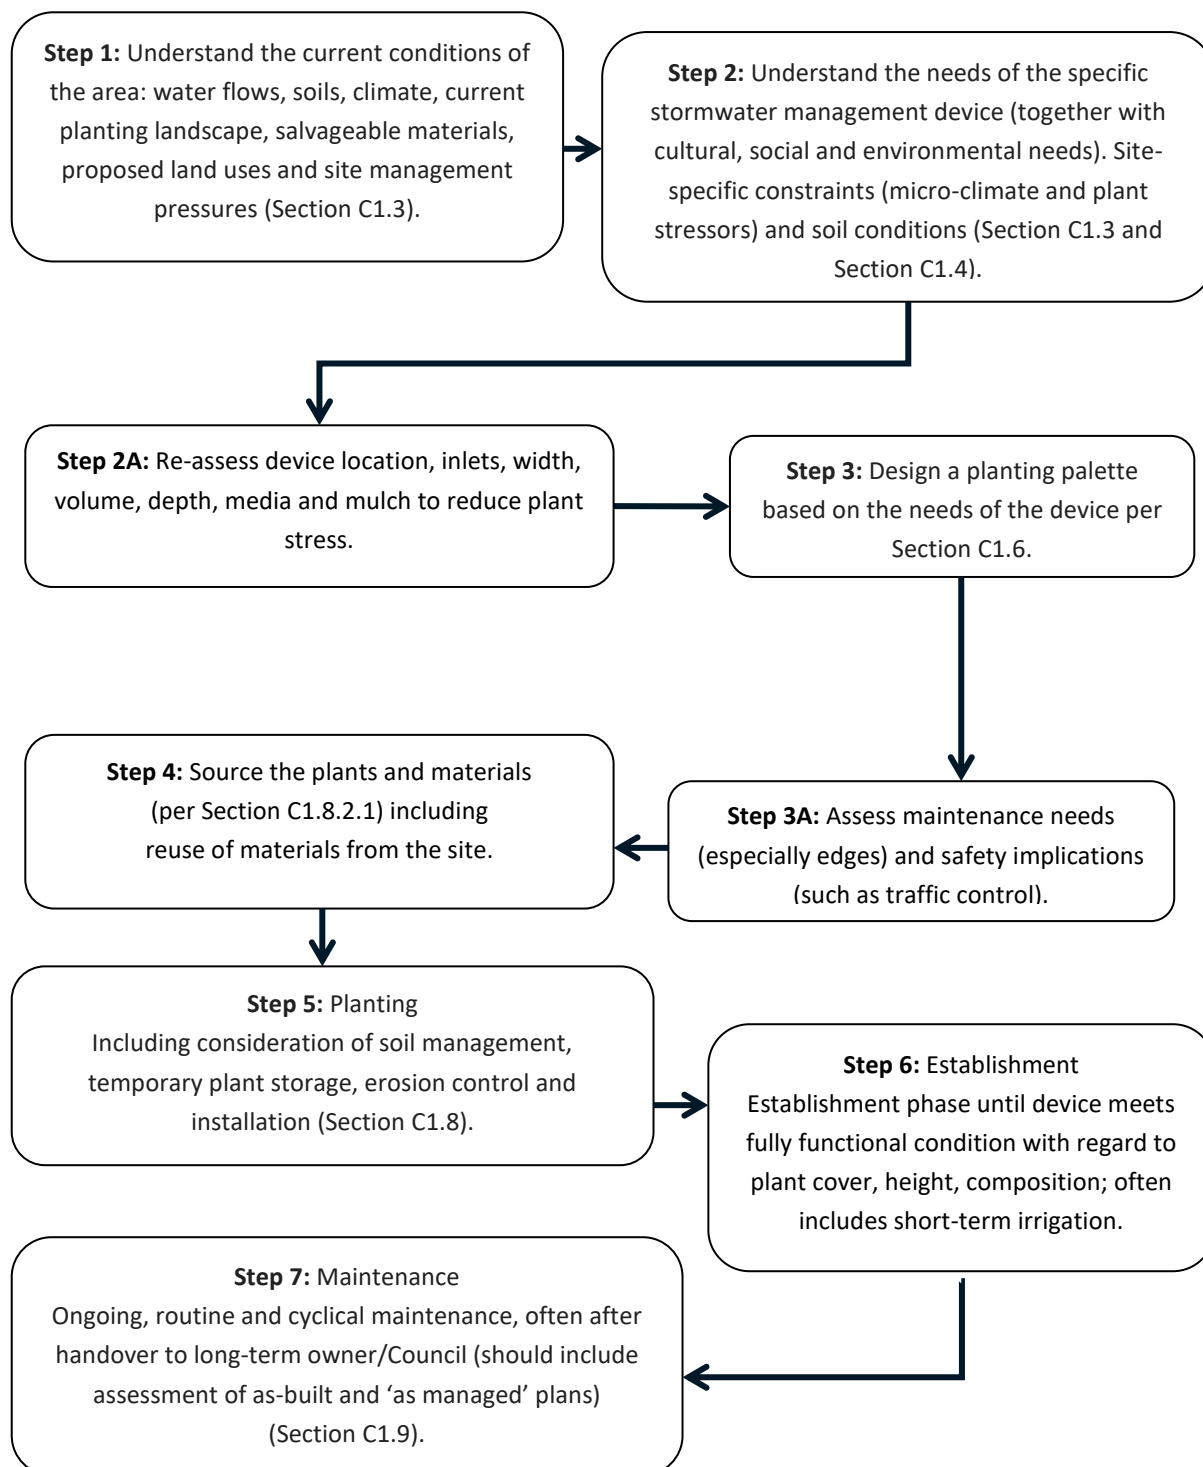 Step 1: Understand the current conditions of
the area: water flows, soils, climate, current
planting landscape, salvageable materials,
proposed land uses and site management
pressures (Section C1.3).
Step 2: Understand the needs of the specific
stormwater management device (together with
cultural, social and environmental needs). Site-
specific constraints (micro-climate and plant
stressors) and soil conditions (Section C1.3 and
Section C1.4).
Step 2A: Re-assess device location, inlets, width,
volume, depth, media and mulch to reduce plant
stress.
Step 3: Design a planting palette
based on the needs of the device per
Section C1.6.
Step 3A: Assess maintenance needs
(especially edges) and safety implications
(such as traffic control).
Step 4: Source the plants and materials
(per Section C1.8.2.1) including
reuse of materials from the site.
Step 5: Planting
Including consideration of soil management,
temporary plant storage, erosion control and
installation (Section C1.8).
Step 6: Establishment
Establishment phase until device meets
fully functional condition with regard to
plant cover, height, composition; often
includes short-term irrigation.
Step 7: Maintenance
Ongoing, routine and cyclical maintenance, often after
handover to long-term owner/Council (should include
assessment of as-built and ‘as managed’ plans)
(Section C1.9).